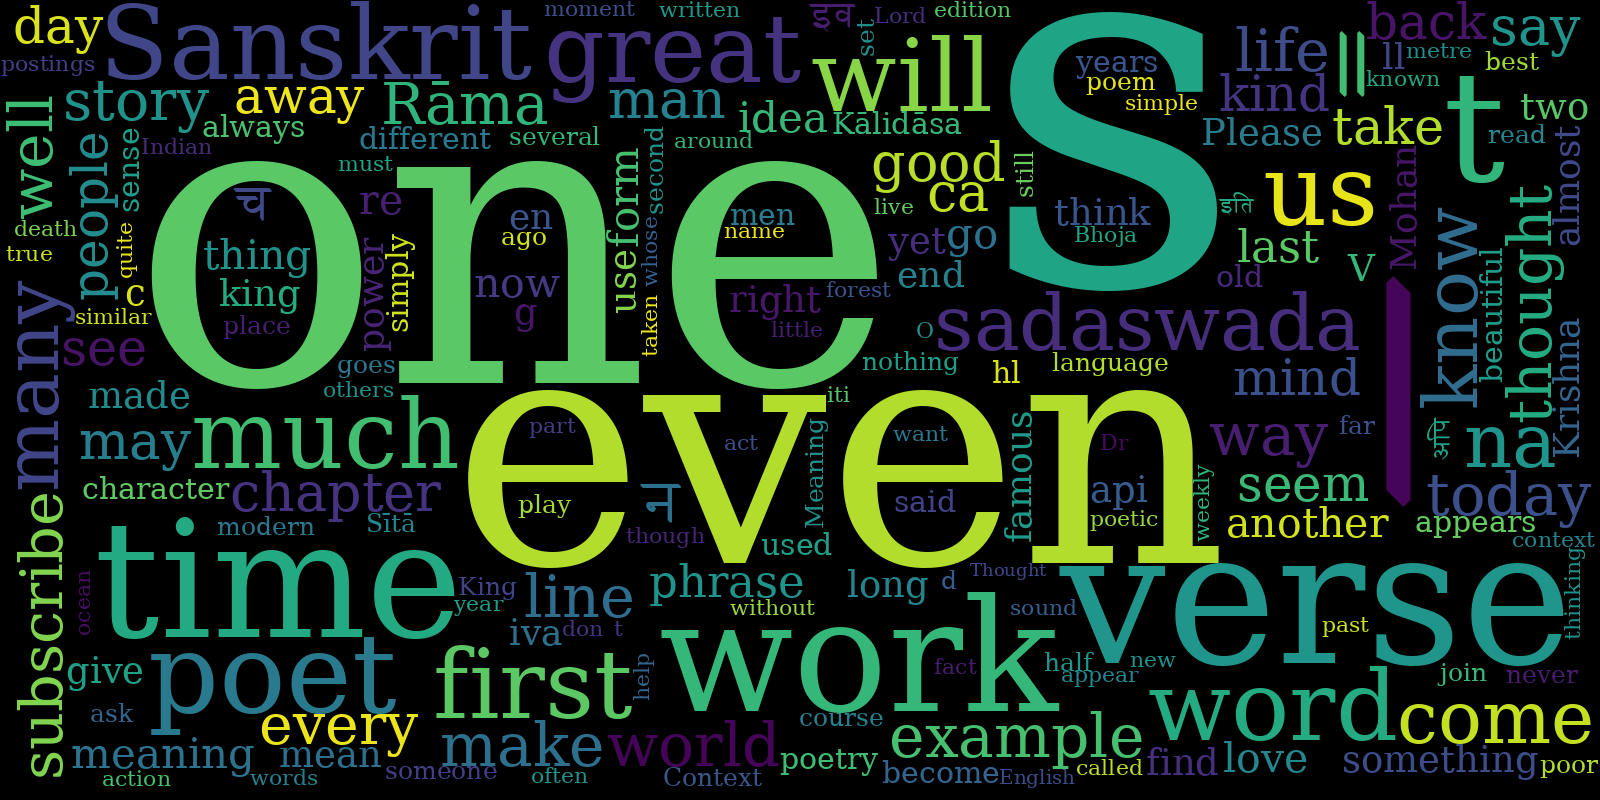 day
Sanskrit
great
moment
written
इव
Lord
edition
set
will
S
years
poem
simple
life
॥
back
say
ll
metre
best
known
postings
story
away
Rāma
man
idea
Kālidāsa
kind
t
two
Please
take
read
almost
well
people
sense
always
Indian
different
several
must
around
second
good
ca
still
live
think
Bhoja
इति
us
Mohan
death
true
quite
च
one
re
en
ago
men
name
yet
go
last
V
know
thought
beautiful
thing
king
place
power
simply
now
g
useform
whose
taken
right
little
forest
end
old
c
similar
many
see
O
sadaswada
।
Krishna
goes
others
nothing
hl
language
mind
made
iti
may
much
even
part
act
want
Dr
way
far
अपि
na
character
chapter
play
न
Meaning
said
famous
api
poetic
weekly
seem
today
another
appears
context
subscribe
modern
Sītā
though
used
time
ocean
King
year
line
phrase
long
d
Thought
verse
thinking
without
sound
past
iva
don t
work
give
poet
first
help
fact
half
appear
new
join
never
ask
every
course
word
come
meaning
mean
make
world
example
action
words
someone
often
Context
poetry
become
English
called
find
love
something
poor